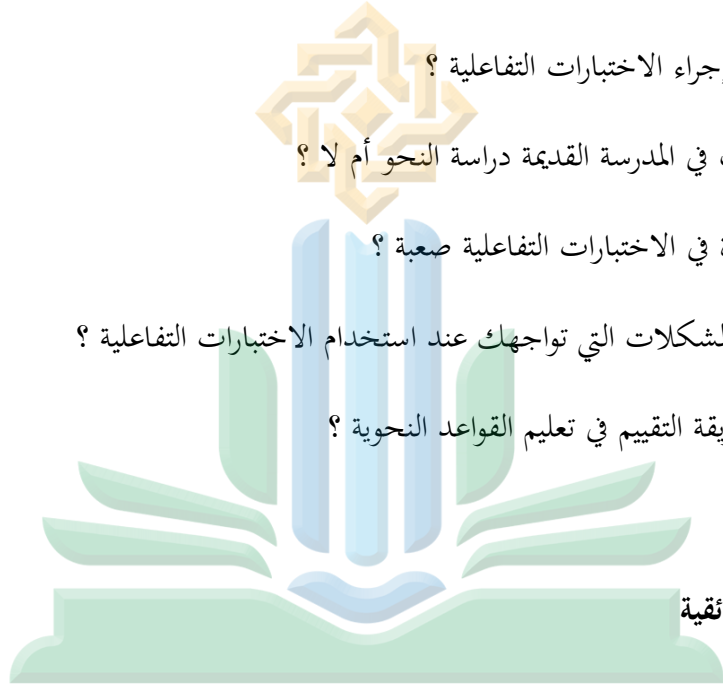 إجراء الاختبارات التفاعلية ؟
في المدرسة القديمة دراسة النحو أم لا ؟
في الاختبارات التفاعلية صعبة ؟
لمشكلات التي تواجهك عند استخدام الاختبارات التفاعلية ؟
يقة التقييم في تعليم القواعد النحوية ؟
ئقية